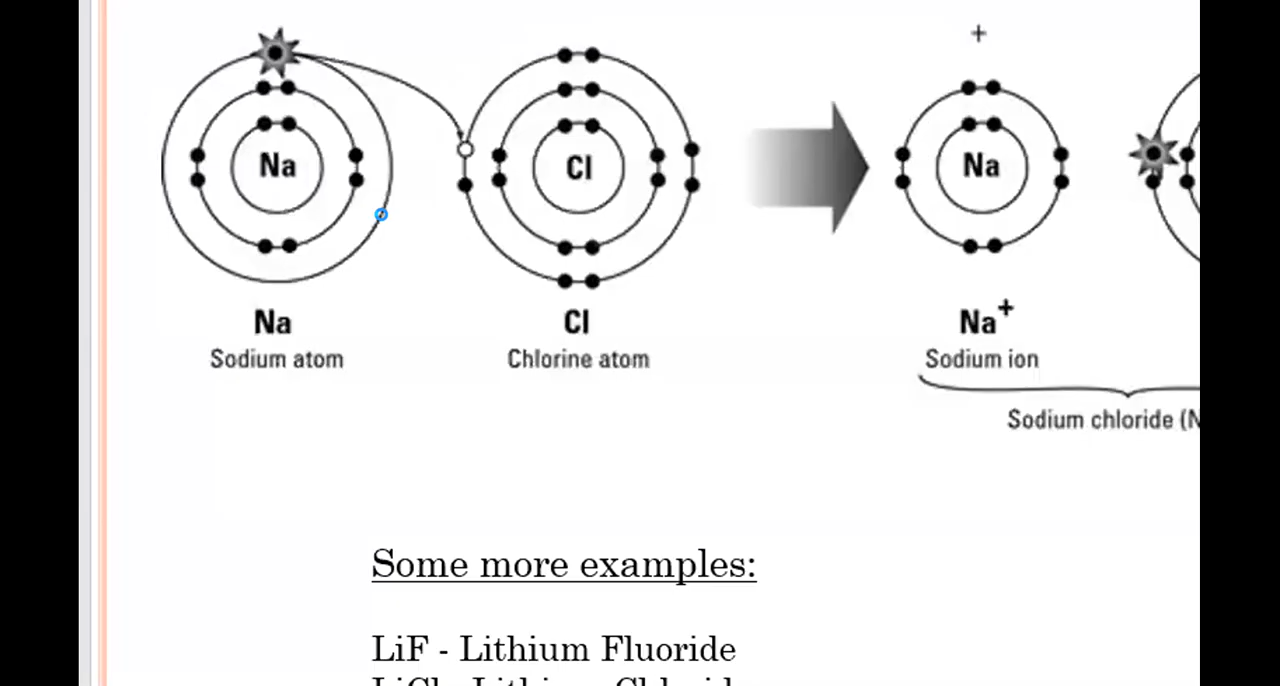 +
Na
Cl
Na
Na
Cl
Na+
Sodium atom
Chlorine atom
Sodium ion
Sodium chloride (
Some more examples:
LiF - Lithium Fluoride